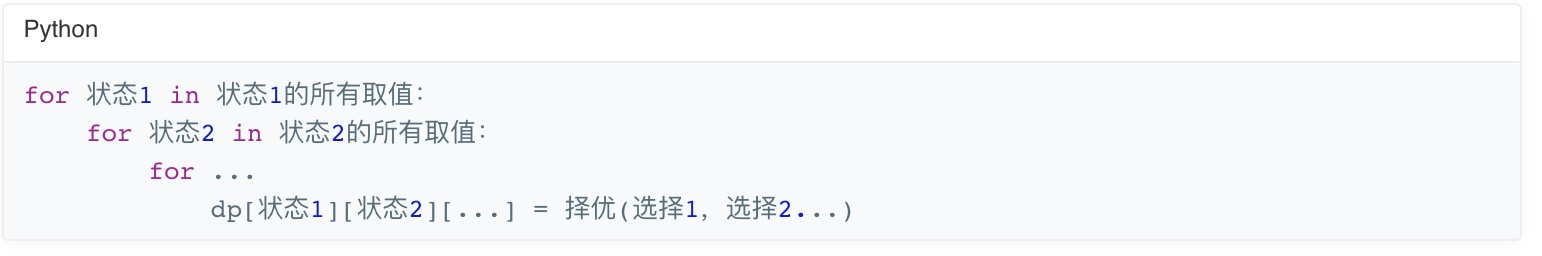 Python
for 状态1 in 状态1的所有取值：
    for 状态2 in 状态2的所有取值：
        for ...
            dp[状态1][状态2][...] = 择优(选择1, 选择2...)